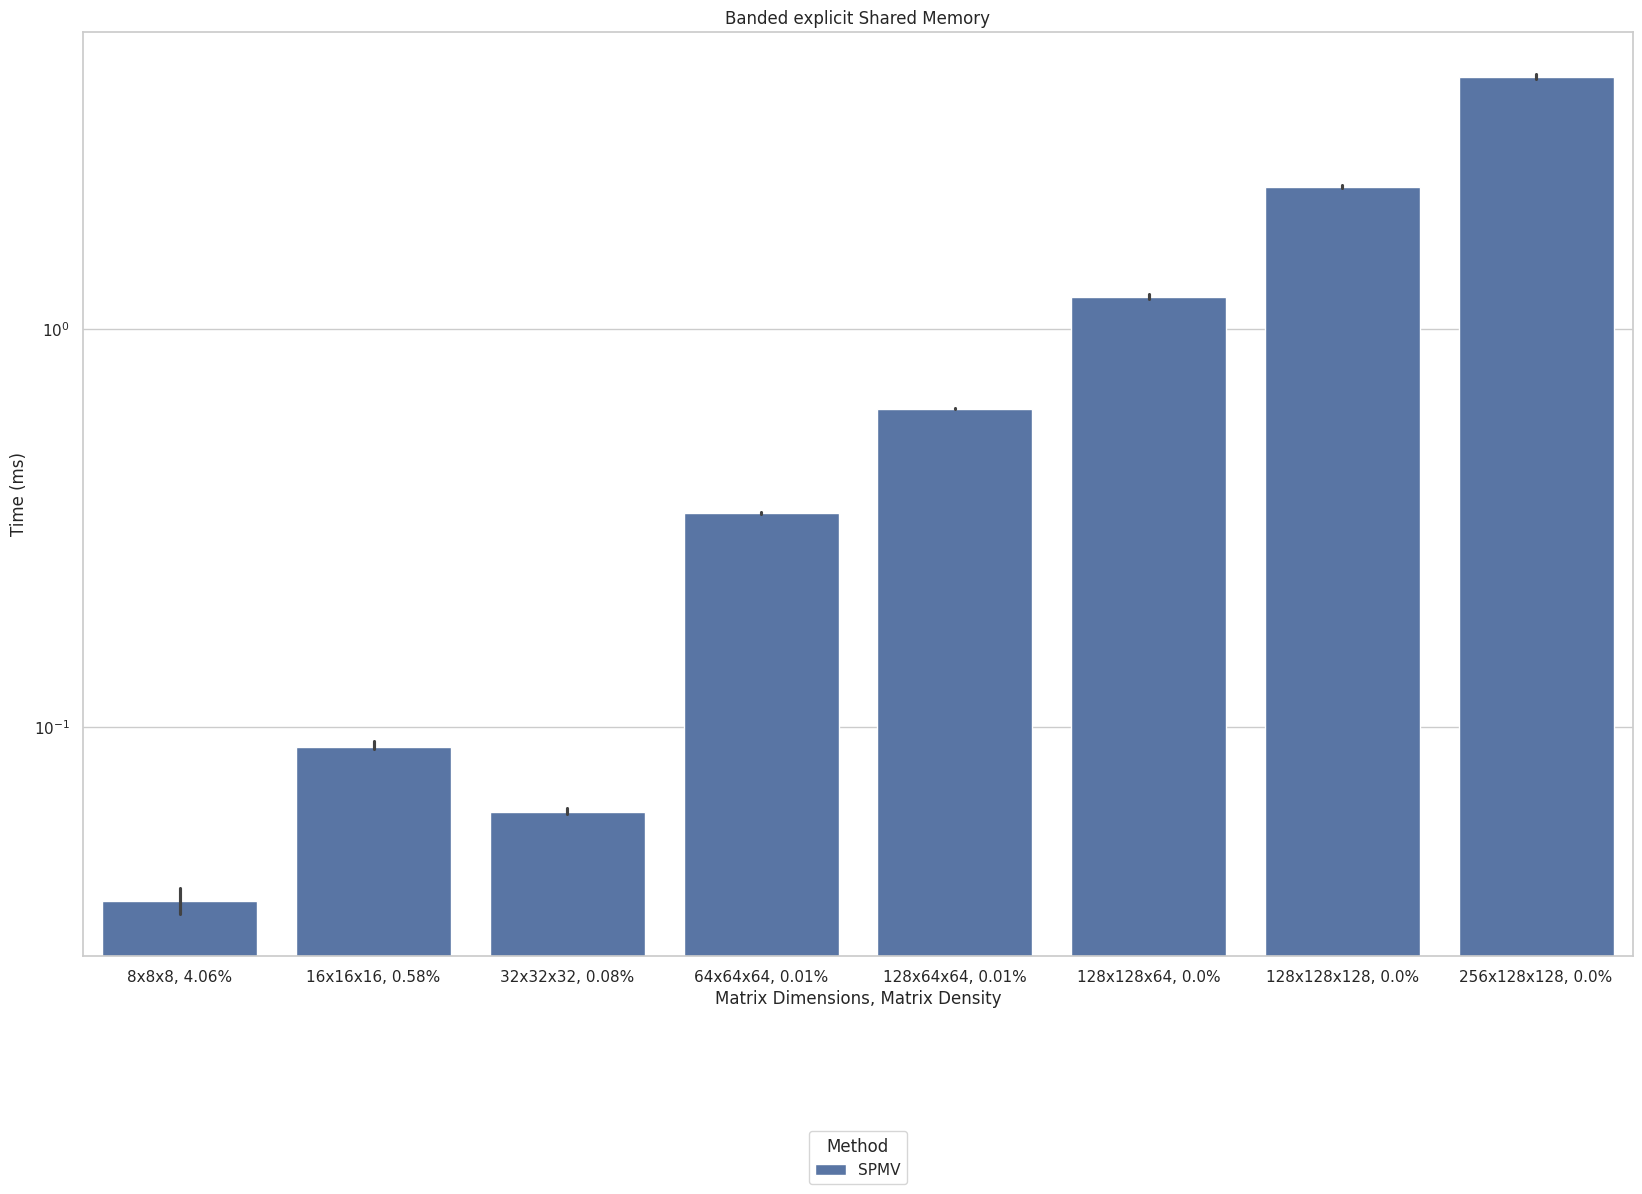 Banded explicit Shared Memory
Time (ms)
10⁰
10⁻¹
8x8x8, 4.06%
16x16x16, 0.58%
32x32x32, 0.08%
64x64x64, 0.01%
128x64x64, 0.01%
128x128x64, 0.0%
128x128x128, 0.0%
256x128x128, 0.0%
Matrix Dimensions, Matrix Density
Method
SPMV